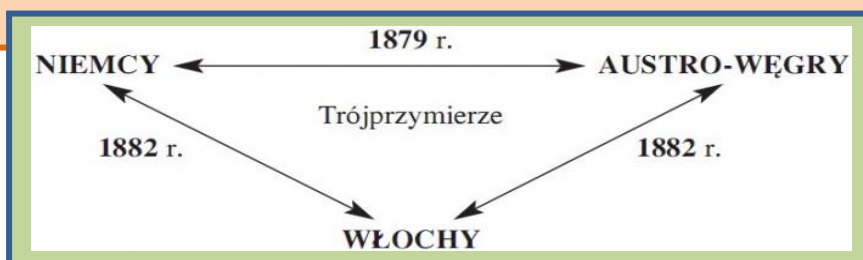 1879 r.
NIEMCY AUSTRO-WĘGRY
Trójprzymierze
1882 r. 1882 r.
WŁOCHY